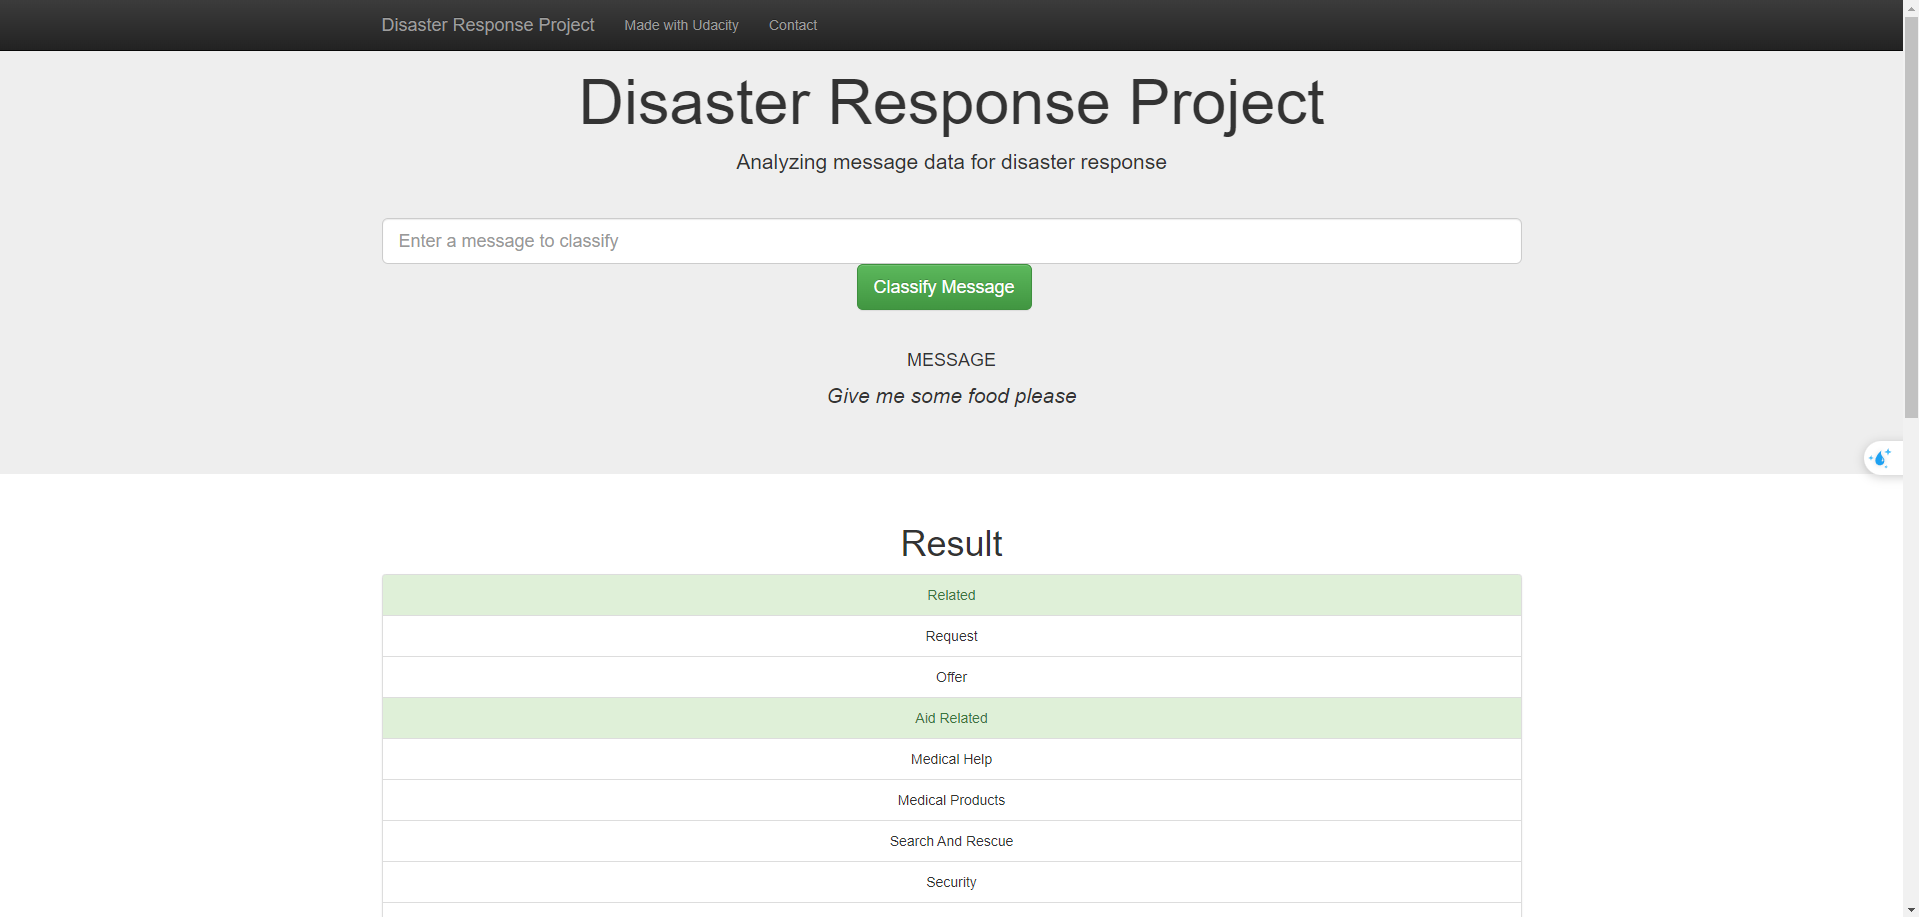 Disaster Response Project Made with Udacity Contact
Disaster Response Project
Analyzing message data for disaster response
Enter a message to classify
Classify Message
MESSAGE
Give me some food please
Result
Related
Request
Offer
Aid Related
Medical Help
Medical Products
Search And Rescue
Security